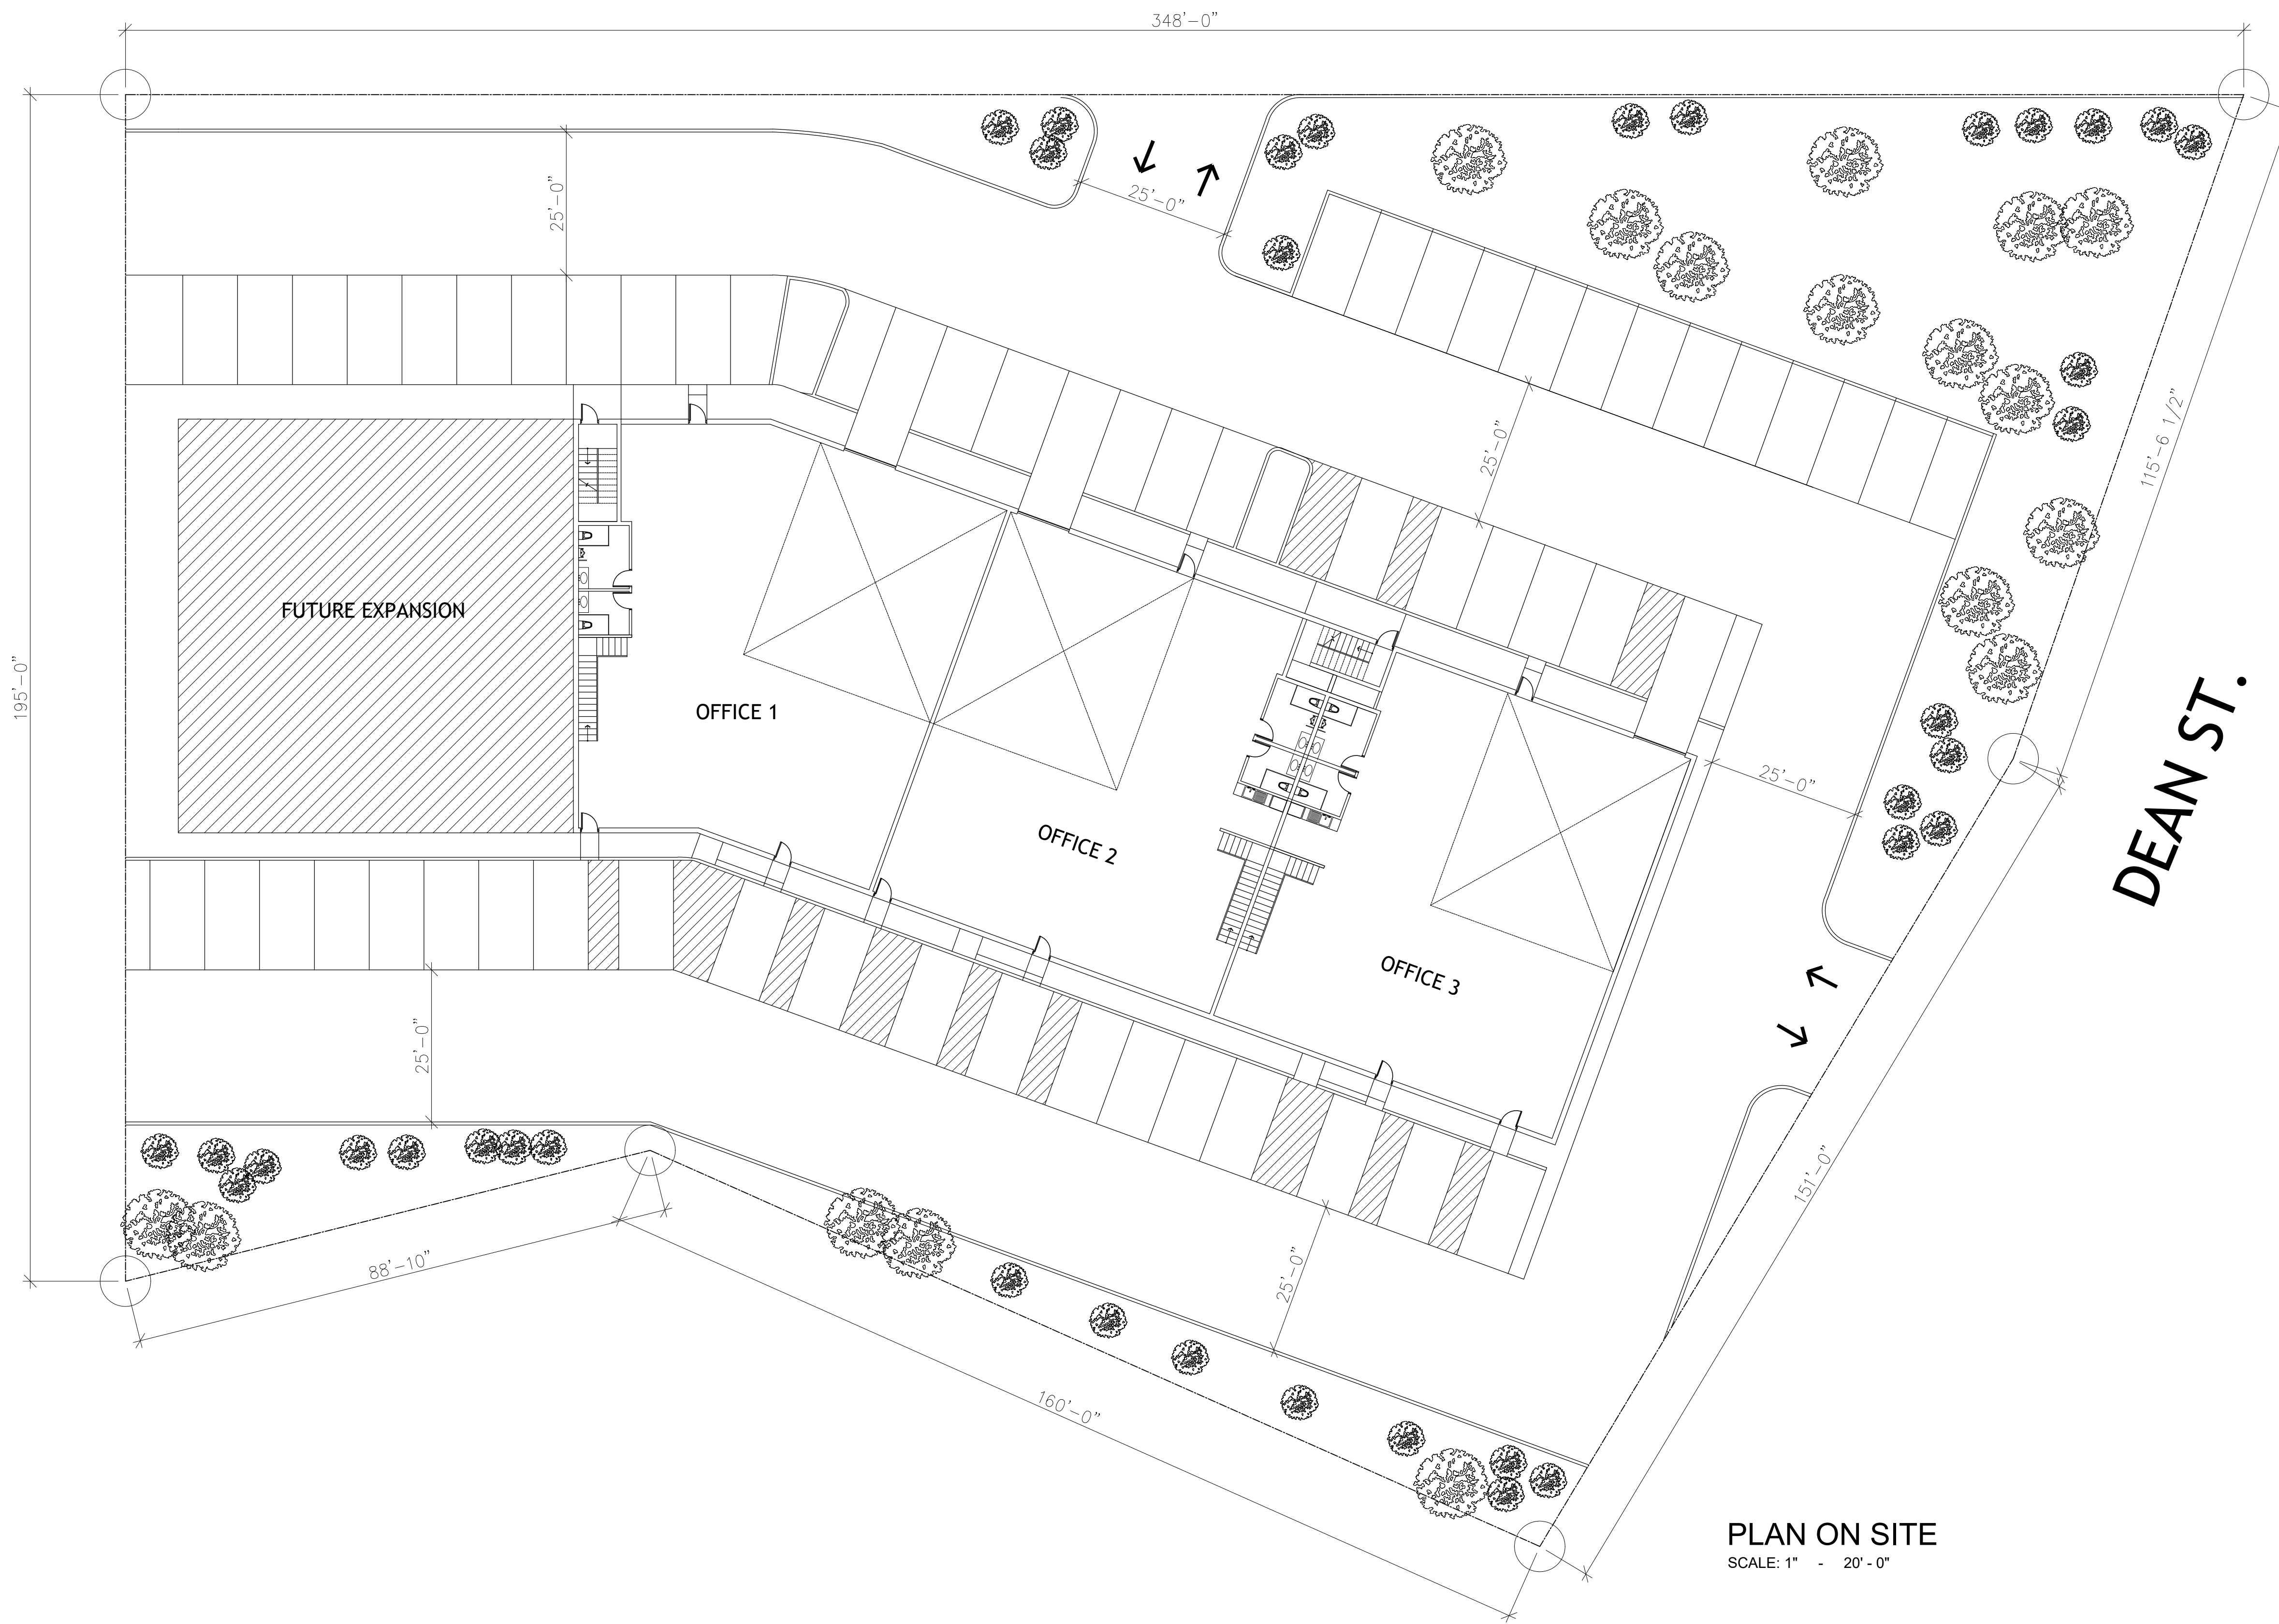 348'-0"
25'-0"
25'-0"
115'-6 1/2"
25'-0"
FUTURE EXPANSION
195'-0"
OFFICE 1
DEAN ST.
25'-0"
OFFICE 2
OFFICE 3
25'-0"
151'-0"
88'-10"
25'-0"
160'-0"
PLAN ON SITE
SCALE: 1" - 20' - 0"